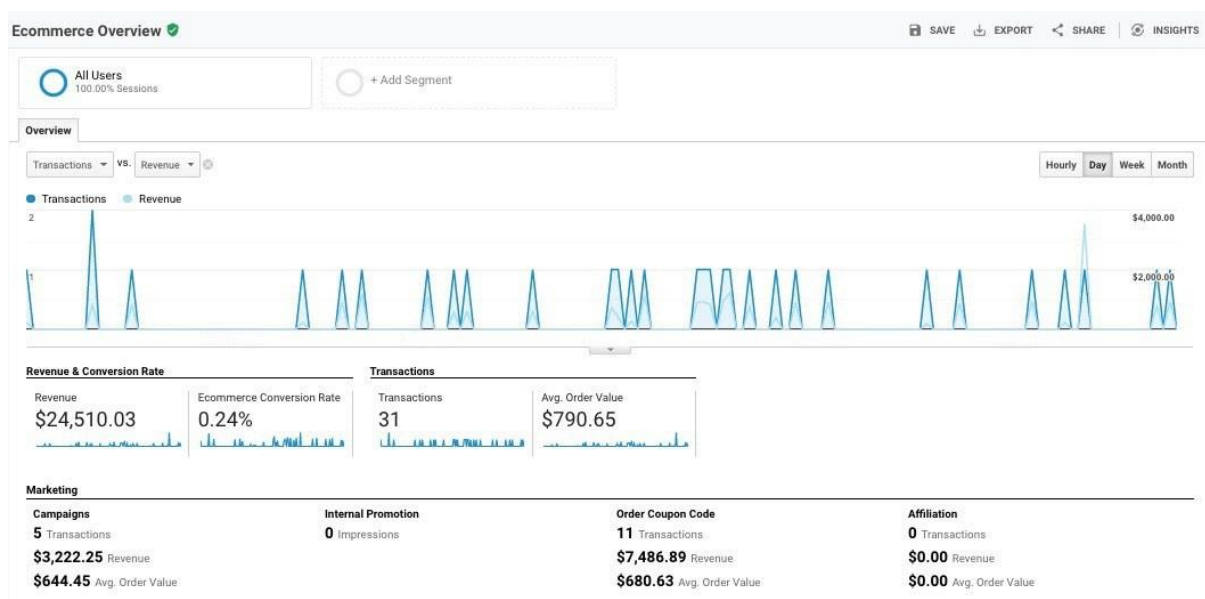 Ecommerce Overview
SAVE EXPORT SHARE INSIGHTS
All Users
100.00% Sessions
+ Add Segment
Overview
Transactions VS. Revenue
Hourly Day Week Month
Transactions Revenue
2 $4,000.00
1 $2,000.00
Revenue & Conversion Rate Transactions
Revenue Ecommerce Conversion Rate Transactions Avg. Order Value
$24,510.03 0.24% 31 $790.65
Marketing
Campaigns Internal Promotion Order Coupon Code Affiliation
5 Transactions 0 Impressions 11 Transactions 0 Transactions
$3,222.25 Revenue $7,486.89 Revenue $0.00 Revenue
$644.45 Avg. Order Value $680.63 Avg. Order Value $0.00 Avg. Order Value